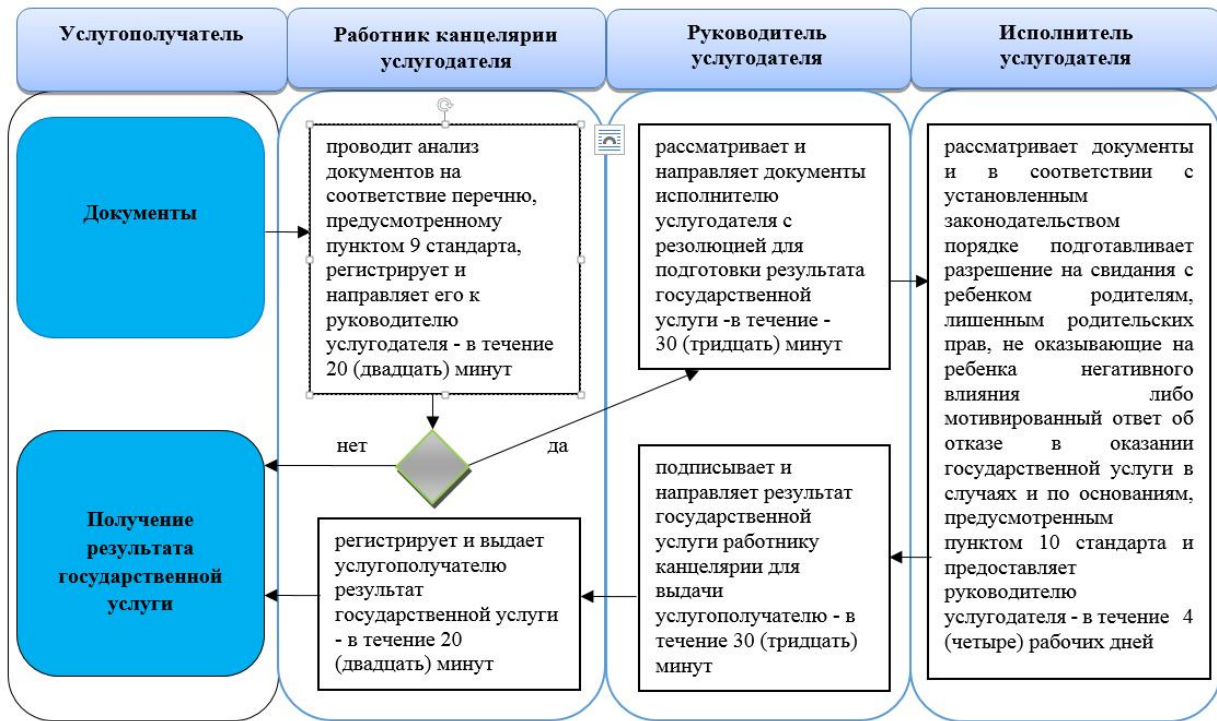 Услугополучатель
Работник канцелярии
услугодателя
Руководитель
услугодателя
Исполнитель
услугодателя
Документы
проводит анализ
документов на
соответствие перечню,
предусмотренному
пунктом 9 стандарта,
регистрирует и
направляет его к
руководителю
услугодателя - в течение
20 (двадцать) минут
рассматривает и
направляет документы
исполнителю
услугодателя с
резолюцией для
подготовки результата
государственной
услуги -в течение -
30 (тридцать) минут
рассматривает документы
и в соответствии с
установленным
законодательством
порядке подготавливает
разрешение на свидания с
ребенком родителям,
лишенным родительских
прав, не оказывающие на
ребенка негативного
влияния либо
мотивированный ответ об
отказе в оказании
государственной услуги в
случаях и по основаниям,
предусмотренным
пунктом 10 стандарта и
предоставляет
руководителю
услугодателя - в течение 4
(четыре) рабочих дней
нет
да
подписывает и
направляет результат
государственной
услуги работнику
канцелярии для
выдачи
услугополучателю - в
течение 30 (тридцать)
минут
регистрирует и выдает
услугополучателю
результат
государственной услуги
- в течение 20
(двадцать) минут
Получение
результата
государственной
услуги